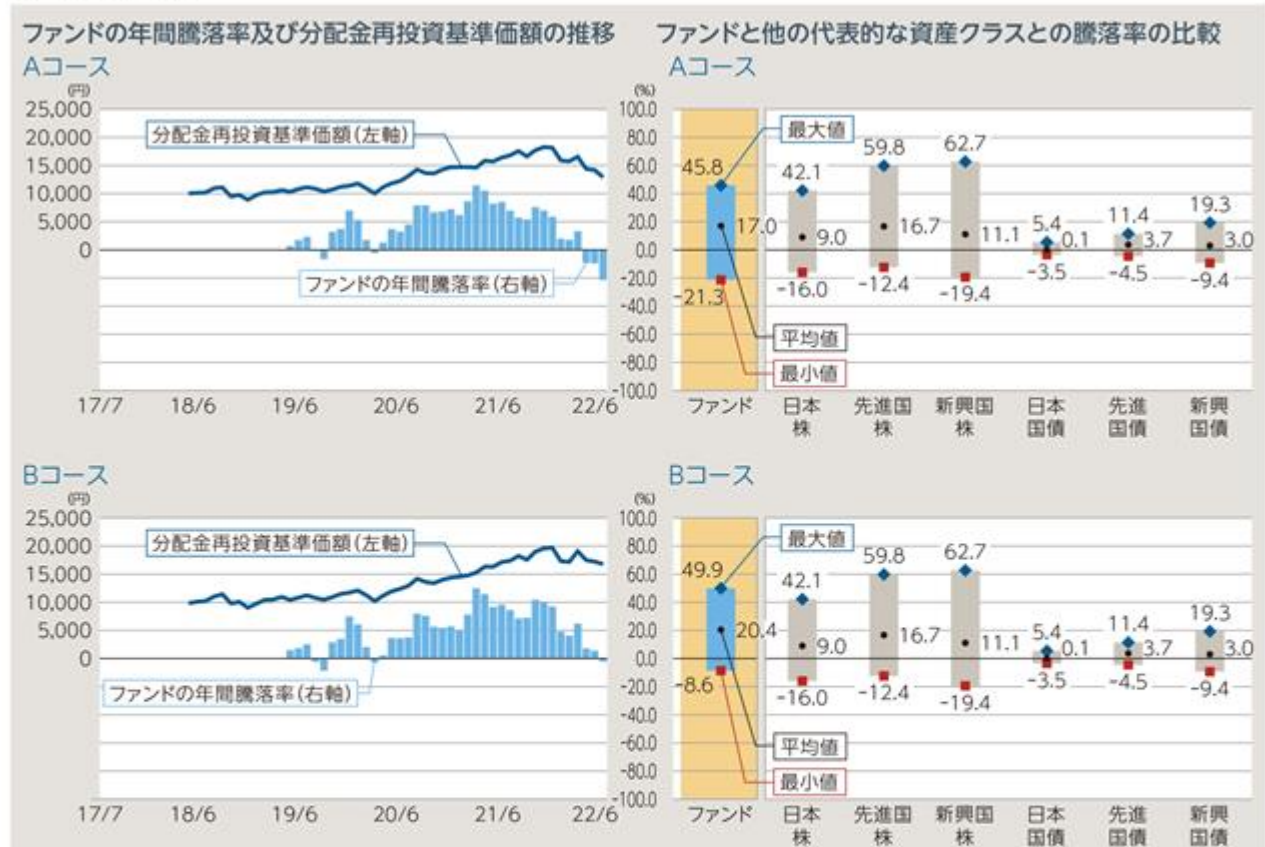 ファンドの年間騰落率及び分配金再投資基準価額の推移
Aコース
(円)
25,000
20,000
15,000
10,000
5,000
0
分配金再投資基準価額(左軸)
ファンドの年間騰落率(右軸)
(%)
100.0
80.0
60.0
40.0
20.0
0.0
-20.0
-40.0
-60.0
-80.0
-100.0
17/7 18/6 19/6 20/6 21/6 22/6
ファンドと他の代表的な資産クラスとの騰落率の比較
Aコース
最大値
平均値
最小値
45.8 42.1 59.8 62.7 5.4 11.4 19.3
17.0 9.0 16.7 11.1 0.1 3.7 3.0
-21.3 -16.0 -12.4 -19.4 -3.5 -4.5 -9.4
ファンド 日本 先進国 新興国 日本 先進 新興
株 株 株 国債 国債 国債
Bコース
(円)
25,000
20,000
15,000
10,000
5,000
0
分配金再投資基準価額(左軸)
ファンドの年間騰落率(右軸)
(%)
100.0
80.0
60.0
40.0
20.0
0.0
-20.0
-40.0
-60.0
-80.0
-100.0
17/7 18/6 19/6 20/6 21/6 22/6
Bコース
最大値
平均値
最小値
49.9 42.1 59.8 62.7 5.4 11.4 19.3
20.4 9.0 16.7 11.1 0.1 3.7 3.0
-8.6 -16.0 -12.4 -19.4 -3.5 -4.5 -9.4
ファンド 日本 先進国 新興国 日本 先進 新興
株 株 株 国債 国債 国債